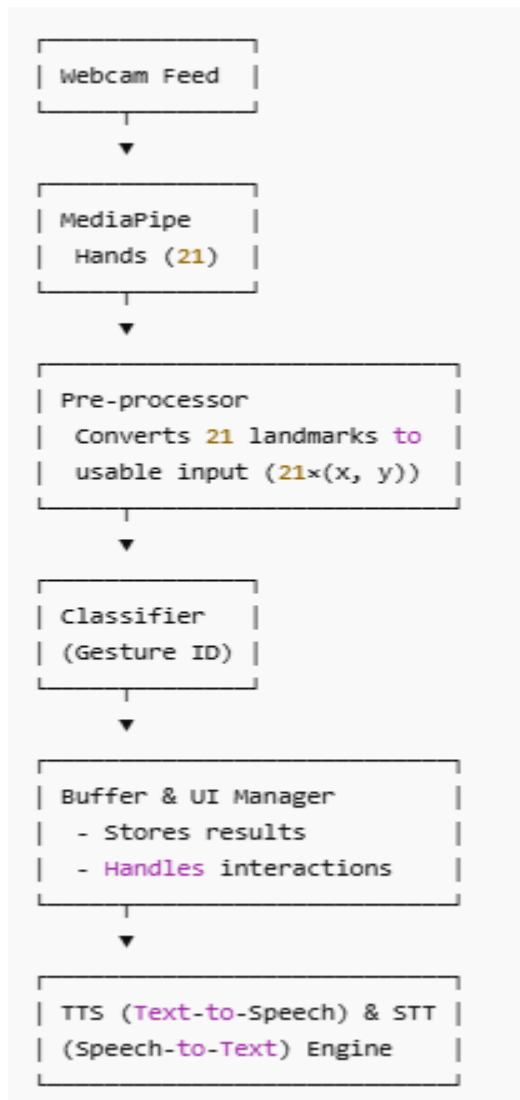 Webcam Feed
MediaPipe
Hands (21)
Pre-processor
Converts 21 landmarks to
usable input (21×(x, y))
Classifier
(Gesture ID)
Buffer & UI Manager
- Stores results
- Handles interactions
TTS (Text-to-Speech) & STT
(Speech-to-Text) Engine